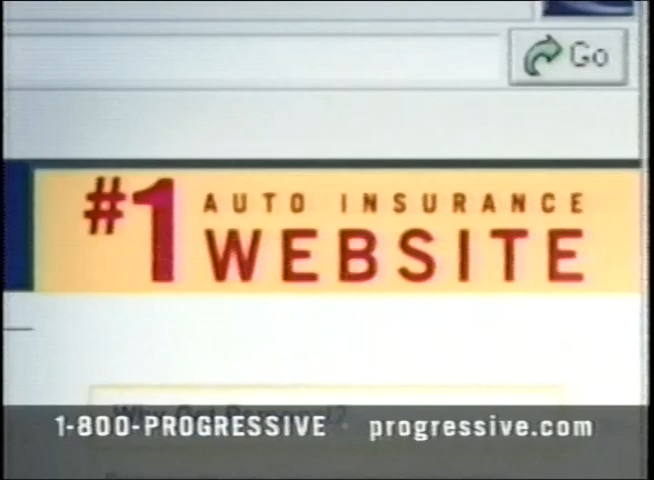 Go
#1 AUTO INSURANCE
WEBSITE
1-800-PROGRESSIVE progressive.com